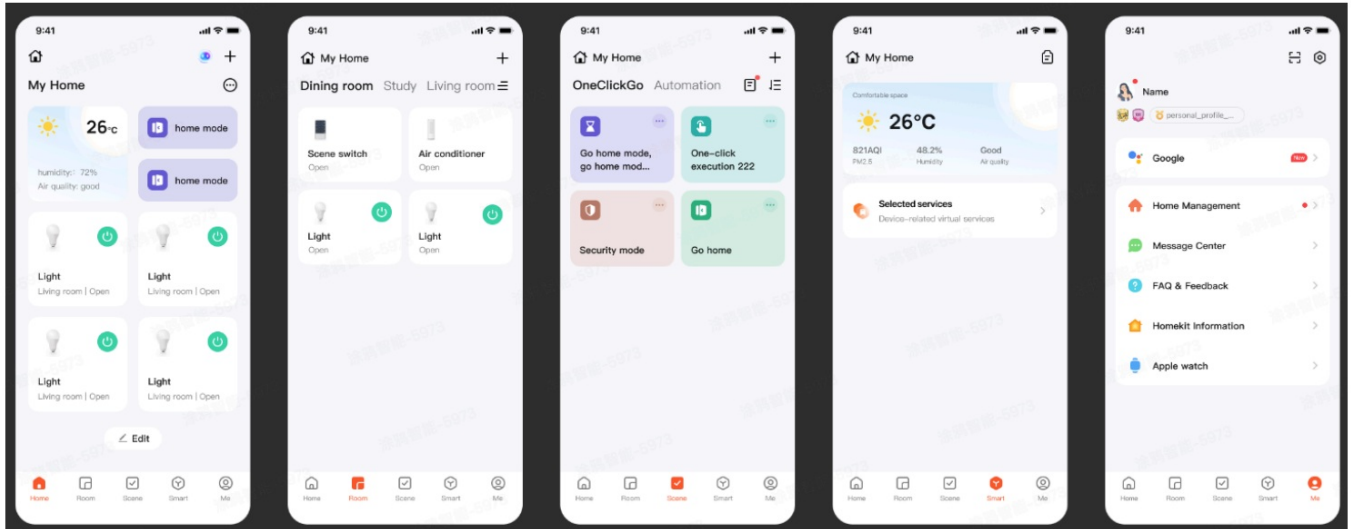 9:41
My Home
26°C
humidity: 72%
Air quality: good
home mode
home mode
Light
Living room | Open
Light
Living room | Open
Light
Living room | Open
Light
Living room | Open
Edit
Home Room Scene Smart Me
9:41
My Home
Dining room Study Living room
Scene switch
Open
Air conditioner
Open
Light
Open
Light
Open
Home Room Scene Smart Me
9:41
My Home
OneClickGo Automation
Go home mode,
go home mod...
One-click
execution 222
Security mode
Go home
Home Room Scene Smart Me
9:41
My Home
Comfortable space
26°C
821AQI 48.2% Good
PM2.5 Humidity Air quality
Selected services
Device-related virtual services
Home Room Scene Smart Me
9:41
Name
personal_profile_...
Google New
Home Management
Message Center
FAQ & Feedback
Homekit Information
Apple watch
Home Room Scene Smart Me